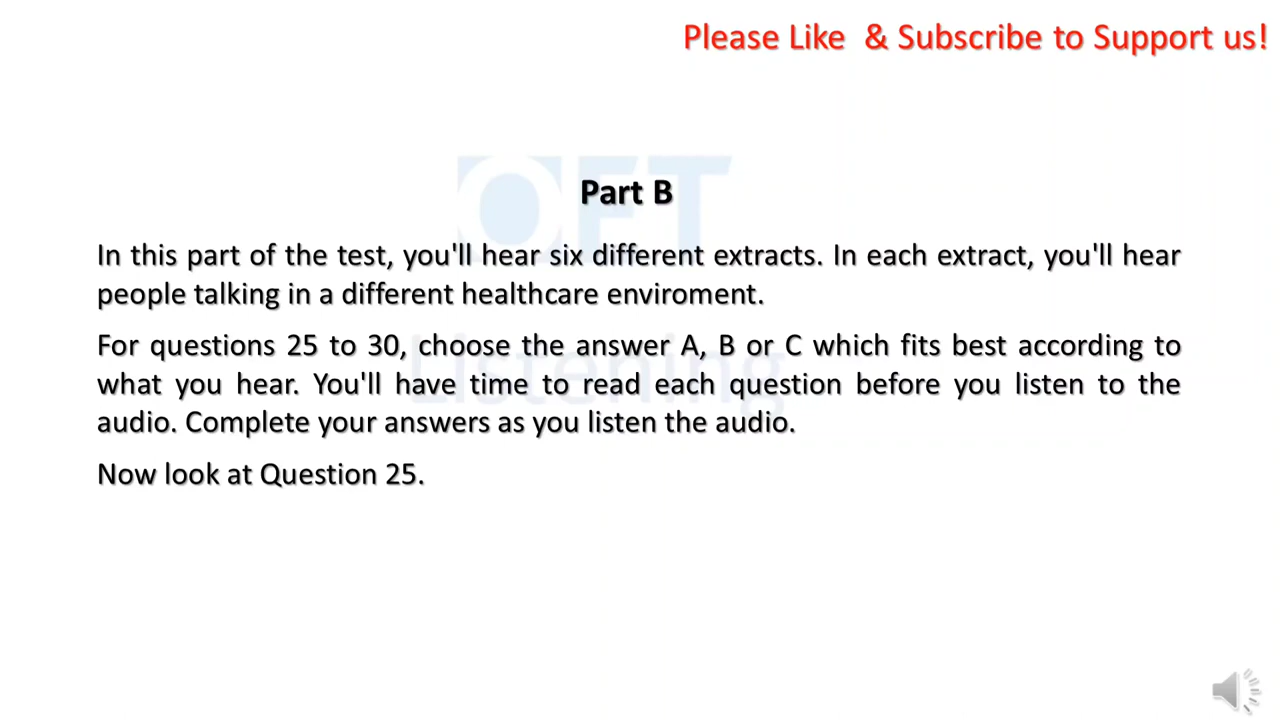 Please Like & Subscribe to Support us!
OET
Part B
In this part of the test, you'll hear six different extracts. In each extract, you'll hear
people talking in a different healthcare enviroment.
Listening
For questions 25 to 30, choose the answer A, B or C which fits best according to
what you hear. You'll have time to read each question before you listen to the
audio. Complete your answers as you listen the audio.
Now look at Question 25.